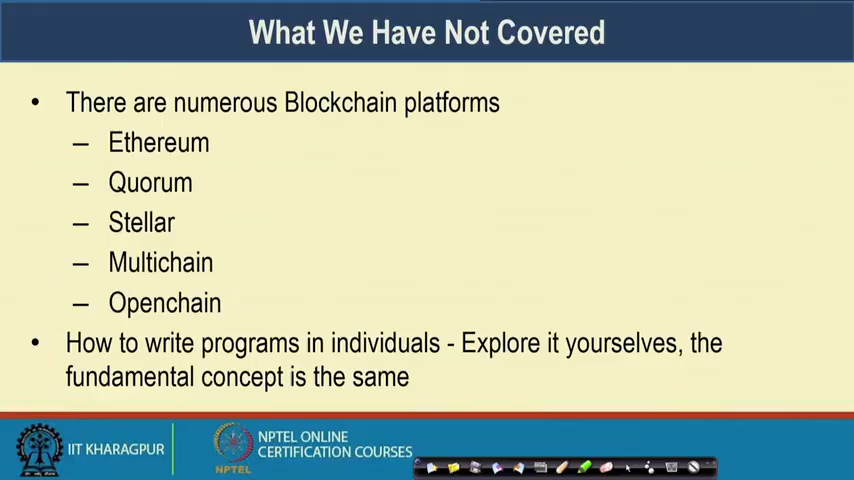 What We Have Not Covered
• There are numerous Blockchain platforms
– Ethereum
– Quorum
– Stellar
– Multichain
– Openchain
• How to write programs in individuals - Explore it yourselves, the
fundamental concept is the same
IIT KHARAGPUR
NPTEL
NPTEL ONLINE
CERTIFICATION COURSES